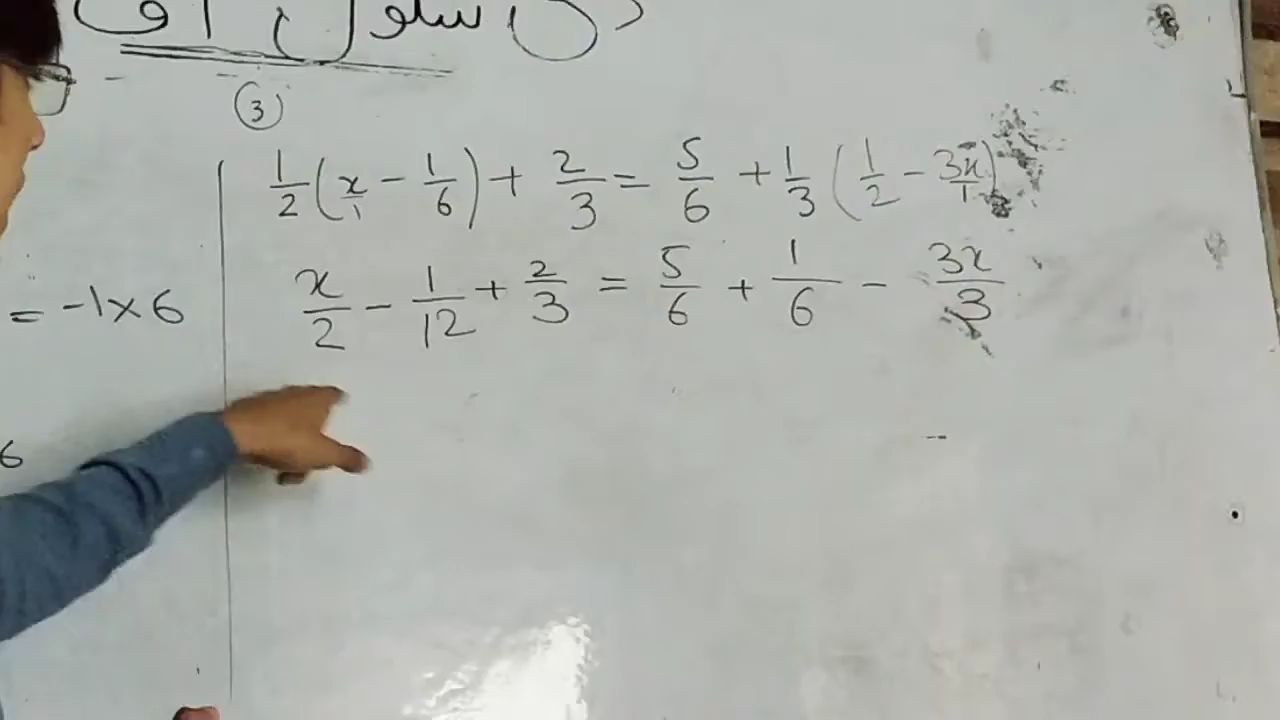 ③
1/2 (x/1 - 1/6) + 2/3 = 5/6 + 1/3 (1/2 - 3x/1)
x/2 - 1/12 + 2/3 = 5/6 + 1/6 - 3x/3
= -1 x 6
6